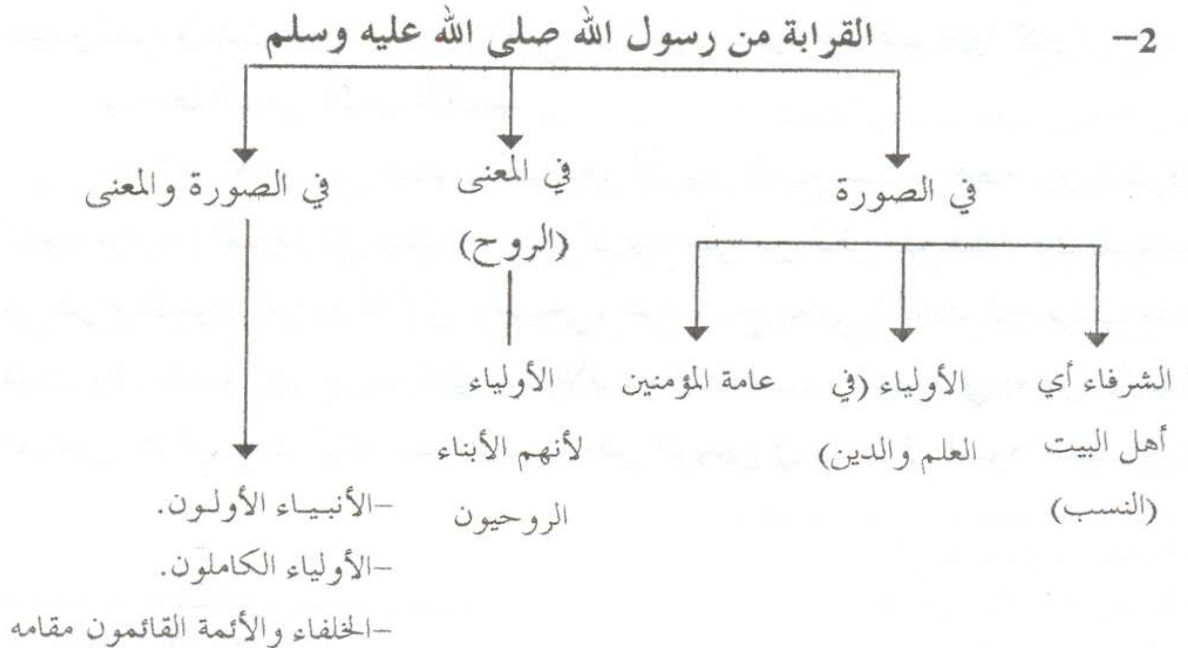 2- القرابة من رسول الله صلى الله عليه وسلم
في الصورة
في المعنى
(الروح)
في الصورة والمعنى
الشرفاء أي
أهل البيت
(النسب)
الأولياء (في
العلم والدين)
عامة المؤمنين
الأولياء
لأنهم الأبناء
الروحيون
-الأنبياء الأولون.
-الأولياء الكاملون.
-الخلفاء والأئمة القائمون مقامه